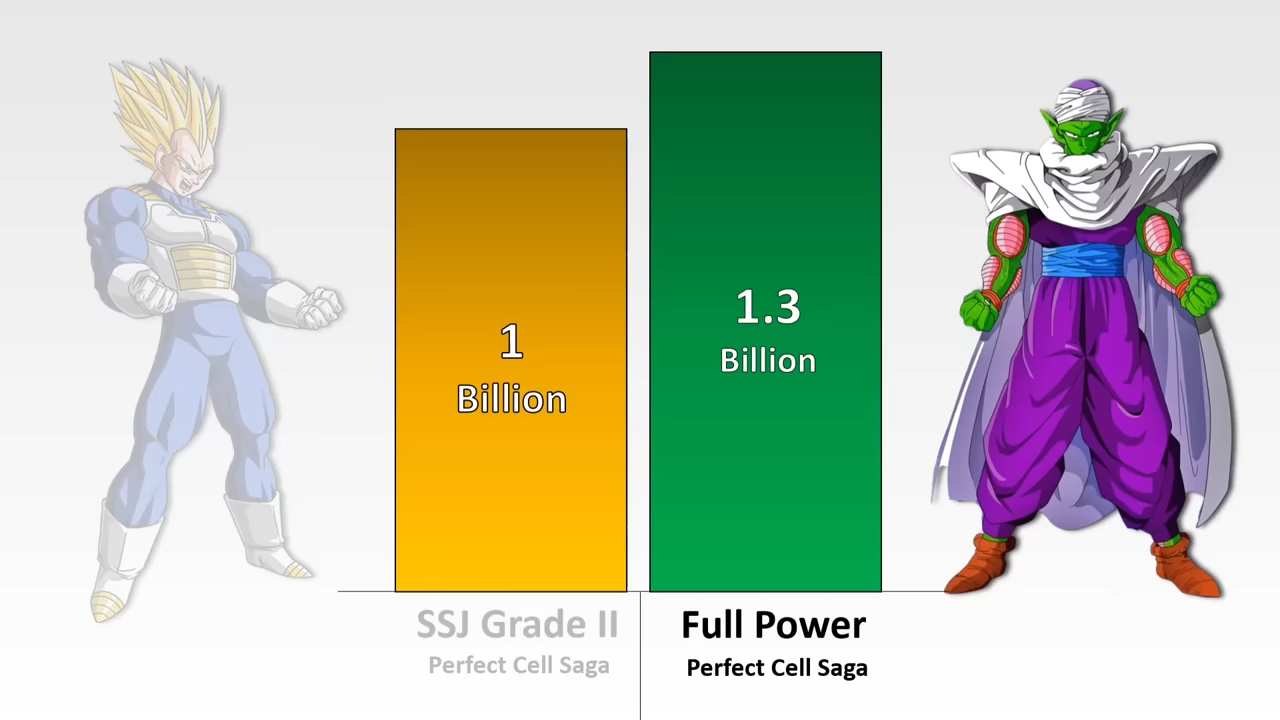 1
Billion
1.3
Billion
SSJ Grade II
Perfect Cell Saga
Full Power
Perfect Cell Saga